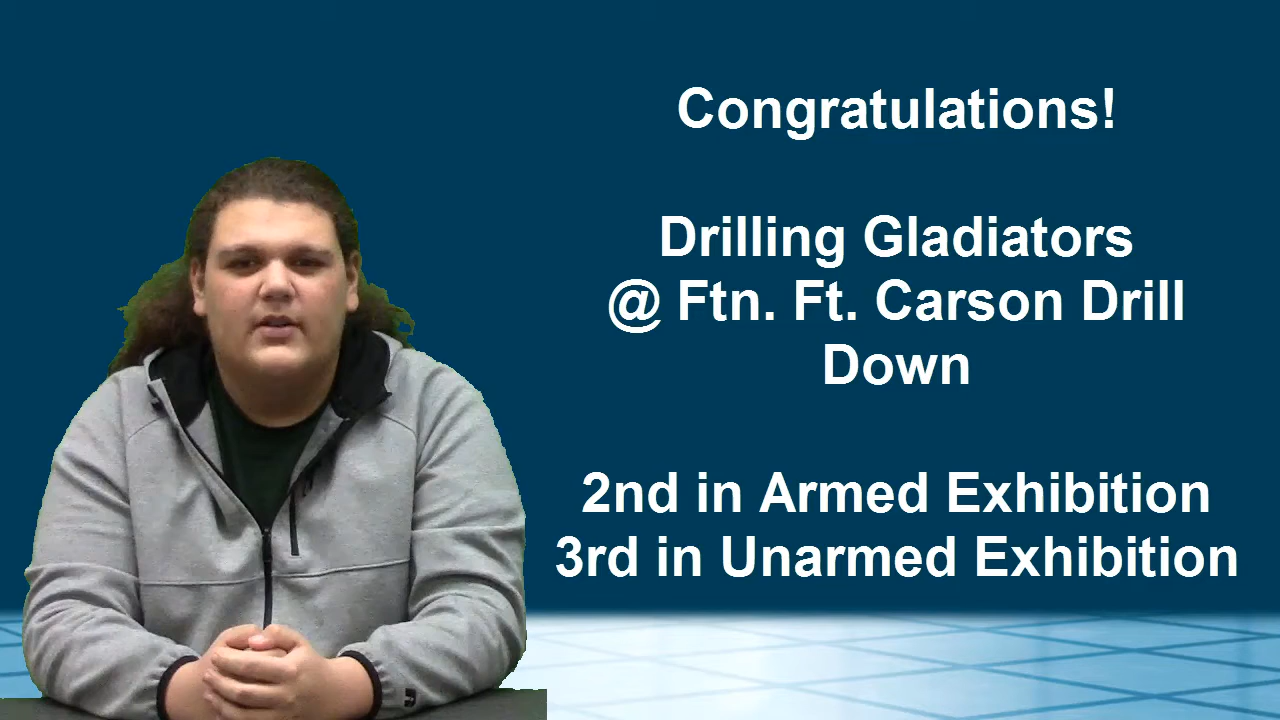 Congratulations!
Drilling Gladiators
@ Ftn. Ft. Carson Drill
Down
2nd in Armed Exhibition
3rd in Unarmed Exhibition